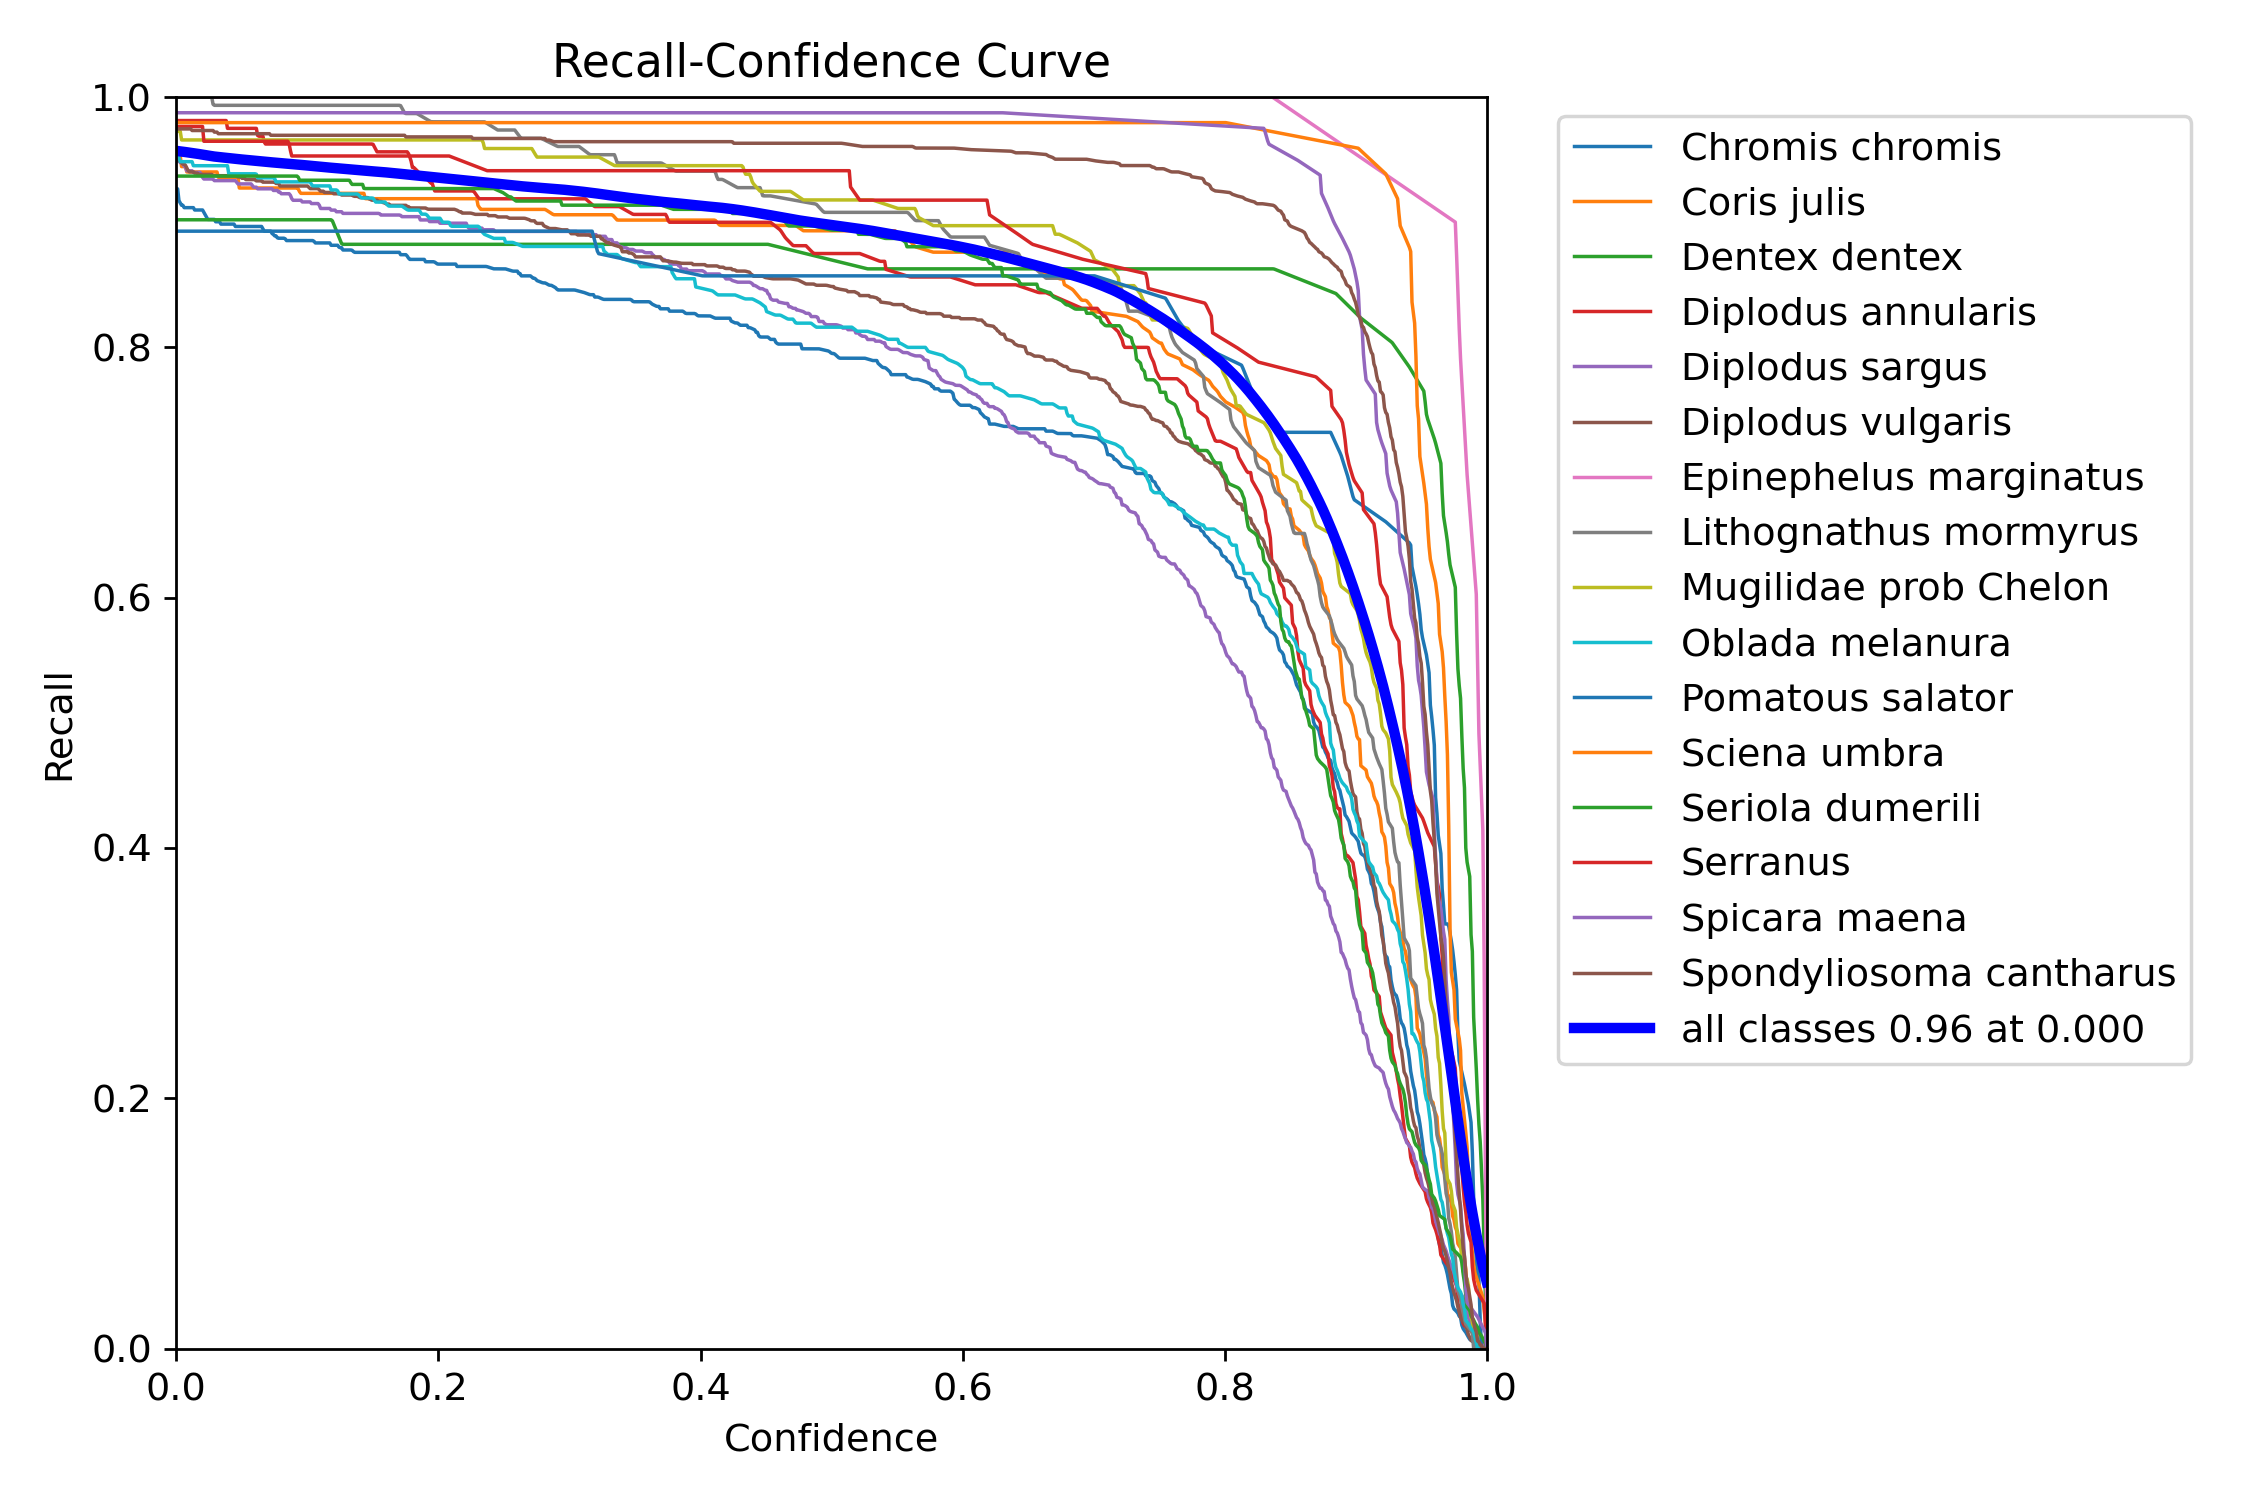 Recall-Confidence Curve
1.0
0.8
0.6
0.4
0.2
0.0
Recall
0.0 0.2 0.4 0.6 0.8 1.0
Confidence
Chromis chromis
Coris julis
Dentex dentex
Diplodus annularis
Diplodus sargus
Diplodus vulgaris
Epinephelus marginatus
Lithognathus mormyrus
Mugilidae prob Chelon
Oblada melanura
Pomatous salator
Sciena umbra
Seriola dumerili
Serranus
Spicara maena
Spondyliosoma cantharus
all classes 0.96 at 0.000